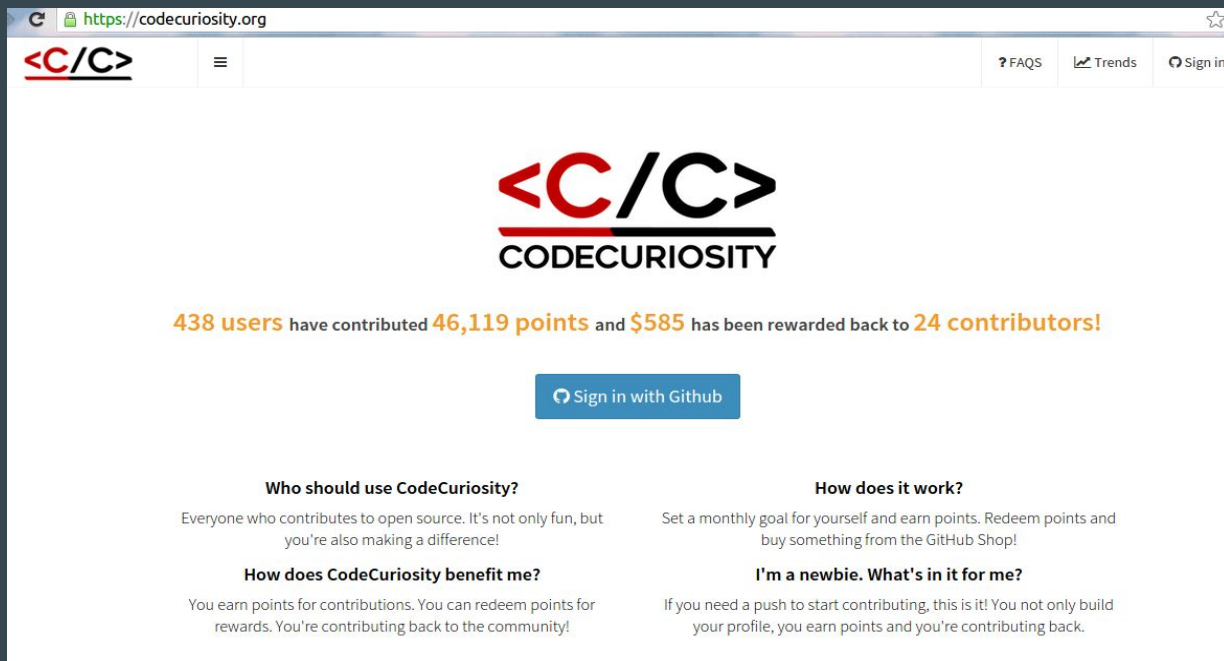 https://codecuriosity.org
<C/C>
? FAQS Trends Sign in
<C/C>
CODECURIOSITY
438 users have contributed 46,119 points and $585 has been rewarded back to 24 contributors!
Sign in with Github
Who should use CodeCuriosity?
Everyone who contributes to open source. It's not only fun, but
you're also making a difference!
How does it work?
Set a monthly goal for yourself and earn points. Redeem points and
buy something from the GitHub Shop!
How does CodeCuriosity benefit me?
You earn points for contributions. You can redeem points for
rewards. You're contributing back to the community!
I'm a newbie. What's in it for me?
If you need a push to start contributing, this is it! You not only build
your profile, you earn points and you're contributing back.